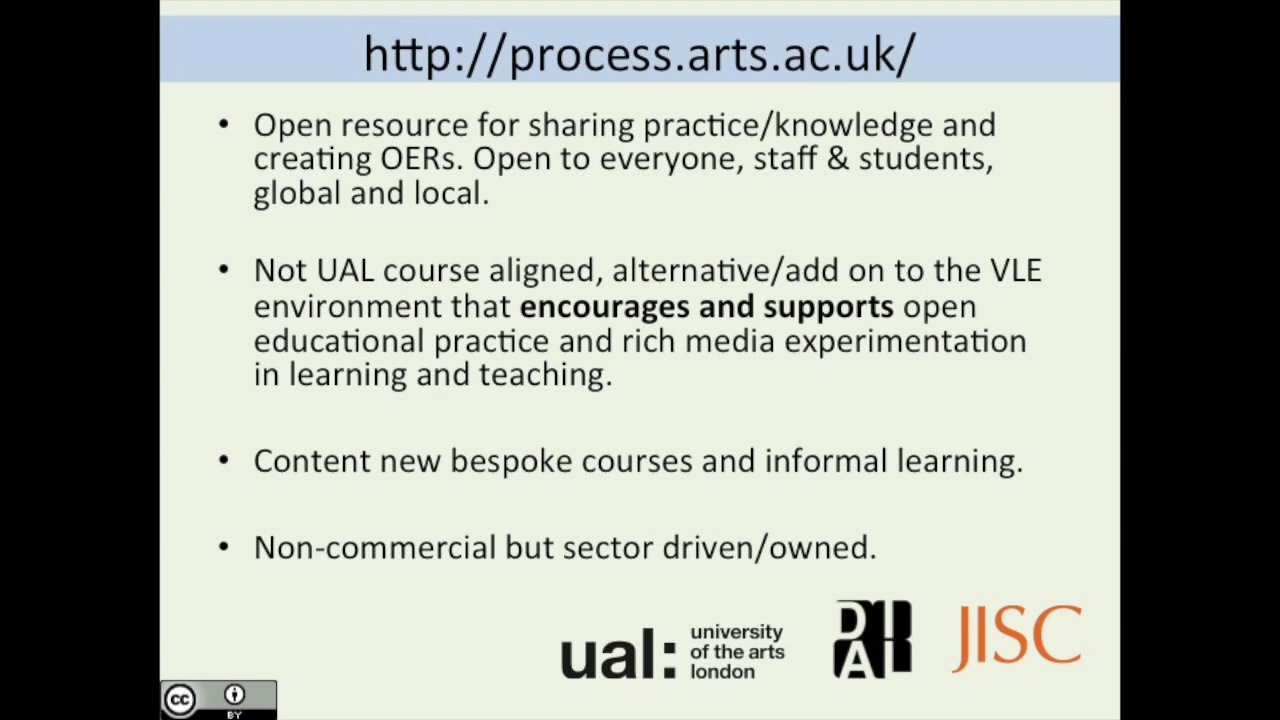 http://process.arts.ac.uk/
• Open resource for sharing practice/knowledge and
creating OERs. Open to everyone, staff & students,
global and local.
• Not UAL course aligned, alternative/add on to the VLE
environment that encourages and supports open
educational practice and rich media experimentation
in learning and teaching.
• Content new bespoke courses and informal learning.
• Non-commercial but sector driven/owned.
ual: university
of the arts
london
DIAL
JISC
cc
BY